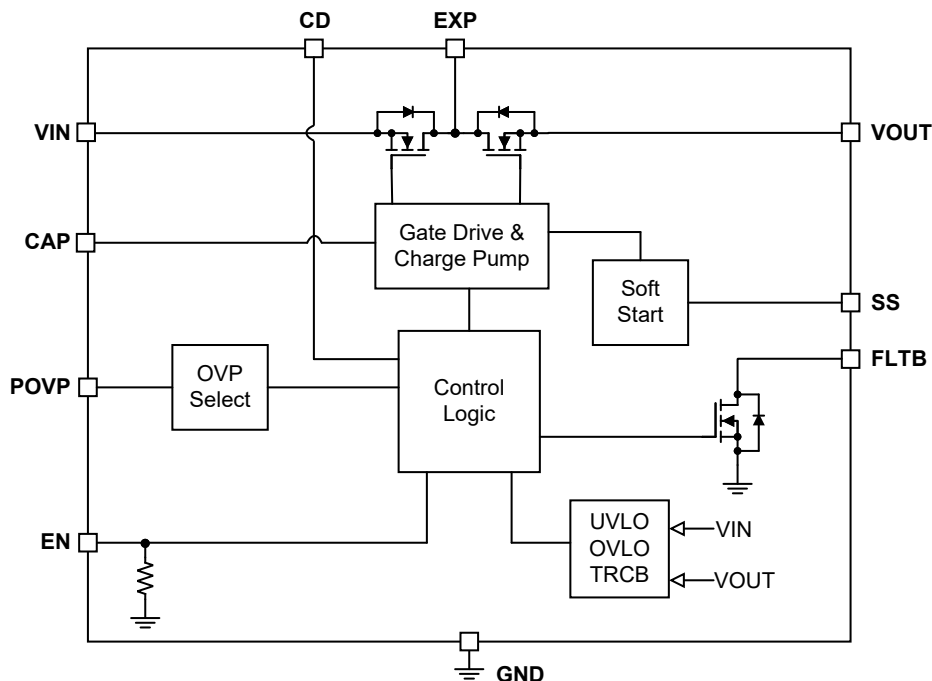 CD
EXP
VIN
VOUT
Gate Drive &
Charge Pump
CAP
Soft
Start
SS
FLTB
OVP
Select
POVP
Control
Logic
EN
UVLO
OVLO
TRCB
VIN
VOUT
GND